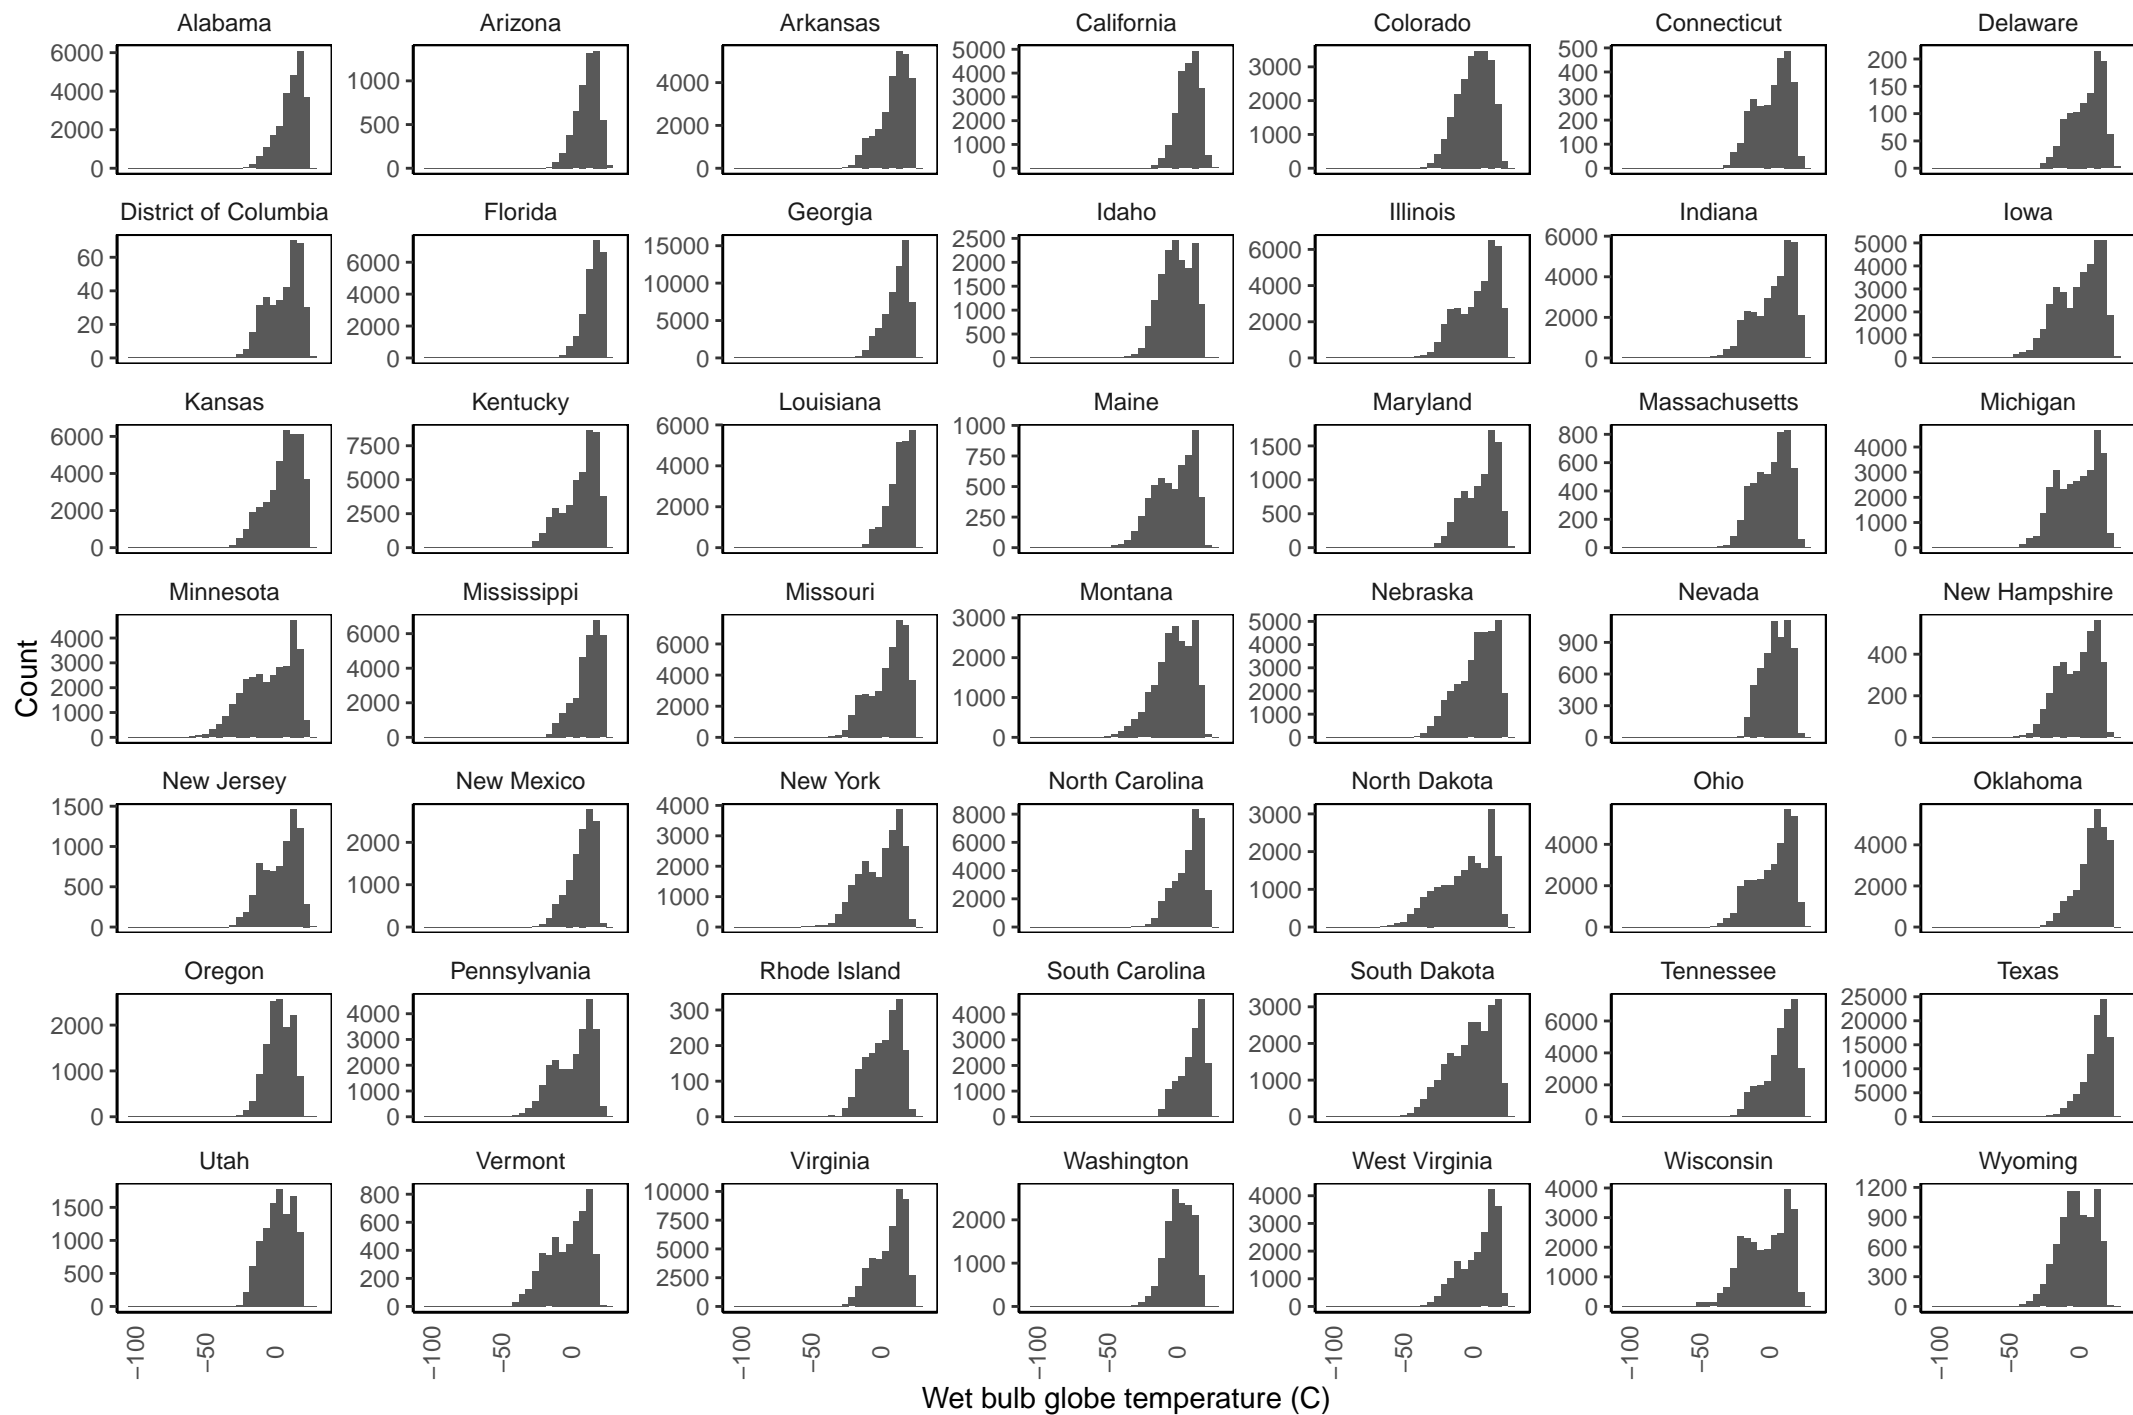 Alabama Arizona Arkansas California Colorado Connecticut Delaware
6000 4000 2000 0
1000 500 0
4000 2000 0
5000 4000 3000 2000 1000 0
3000 2000 1000 0
500 400 300 200 100 0
200 150 100 50 0
District of Columbia Florida Georgia Idaho Illinois Indiana Iowa
60 40 20 0
6000 4000 2000 0
15000 10000 5000 0
2500 2000 1500 1000 500 0
6000 4000 2000 0
6000 4000 2000 0
5000 4000 3000 2000 1000 0
Kansas Kentucky Louisiana Maine Maryland Massachusetts Michigan
6000 4000 2000 0
7500 5000 2500 0
6000 4000 2000 0
1000 750 500 250 0
1500 1000 500 0
800 600 400 200 0
4000 3000 2000 1000 0
Minnesota Mississippi Missouri Montana Nebraska Nevada New Hampshire
4000 3000 2000 1000 0
6000 4000 2000 0
6000 4000 2000 0
3000 2000 1000 0
5000 4000 3000 2000 1000 0
900 600 300 0
400 200 0
Count
New Jersey New Mexico New York North Carolina North Dakota Ohio Oklahoma
1500 1000 500 0
2000 1000 0
4000 3000 2000 1000 0
8000 6000 4000 2000 0
3000 2000 1000 0
4000 2000 0
4000 2000 0
Oregon Pennsylvania Rhode Island South Carolina South Dakota Tennessee Texas
2000 1000 0
4000 3000 2000 1000 0
300 200 100 0
4000 3000 2000 1000 0
3000 2000 1000 0
6000 4000 2000 0
25000 20000 15000 10000 5000 0
Utah Vermont Virginia Washington West Virginia Wisconsin Wyoming
1500 1000 500 0
800 600 400 200 0
10000 7500 5000 2500 0
2000 1000 0
4000 3000 2000 1000 0
4000 3000 2000 1000 0
1200 900 600 300 0
−100 −50 0 −100 −50 0 −100 −50 0 −100 −50 0 −100 −50 0 −100 −50 0 −100 −50 0
Wet bulb globe temperature (C)